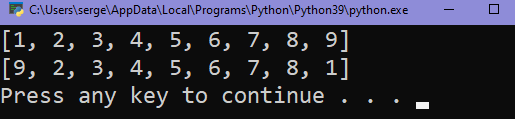 C:\Users\serge\AppData\Local\Programs\Python\Python39\python.exe
[1, 2, 3, 4, 5, 6, 7, 8, 9]
[9, 2, 3, 4, 5, 6, 7, 8, 1]
Press any key to continue . . .